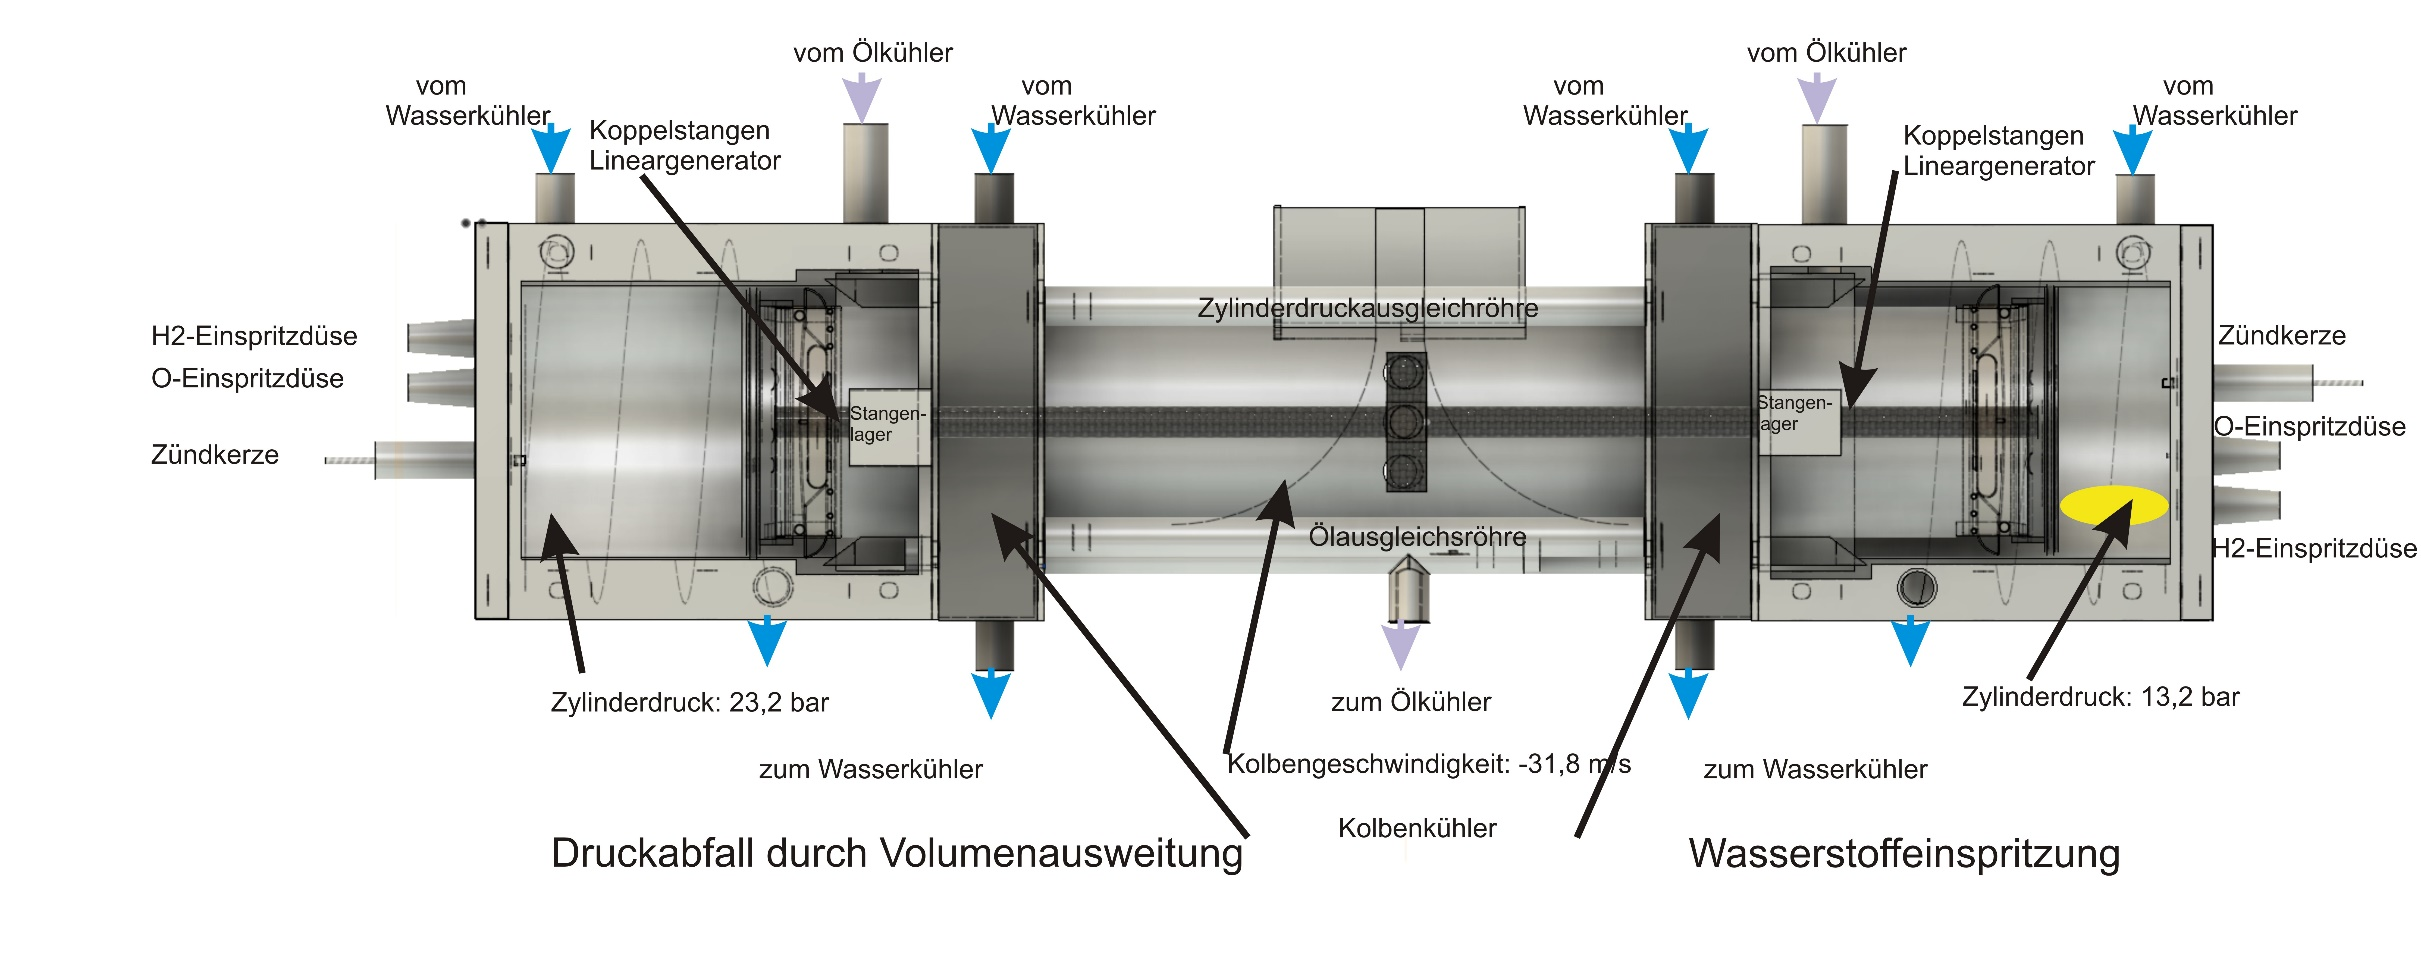 vom Ölkühler
vom Ölkühler
vom
Wasserkühler
vom
Wasserkühler
vom
Wasserkühler
vom
Wasserkühler
Koppelstangen
Lineargenerator
Koppelstangen
Lineargenerator
Zylinderdruckausgleichröhre
H2-Einspritzdüse
O-Einspritzdüse
Zündkerze
Zündkerze
O-Einspritzdüse
H2-Einspritzdüse
Stangen-
lager
Stangen-
lager
Ölausgleichsröhre
Zylinderdruck: 23,2 bar
zum Ölkühler
Zylinderdruck: 13,2 bar
zum Wasserkühler
Kolbengeschwindigkeit: -31,8 m/s
zum Wasserkühler
Kolbenkühler
Druckabfall durch Volumenausweitung
Wasserstoffeinspritzung